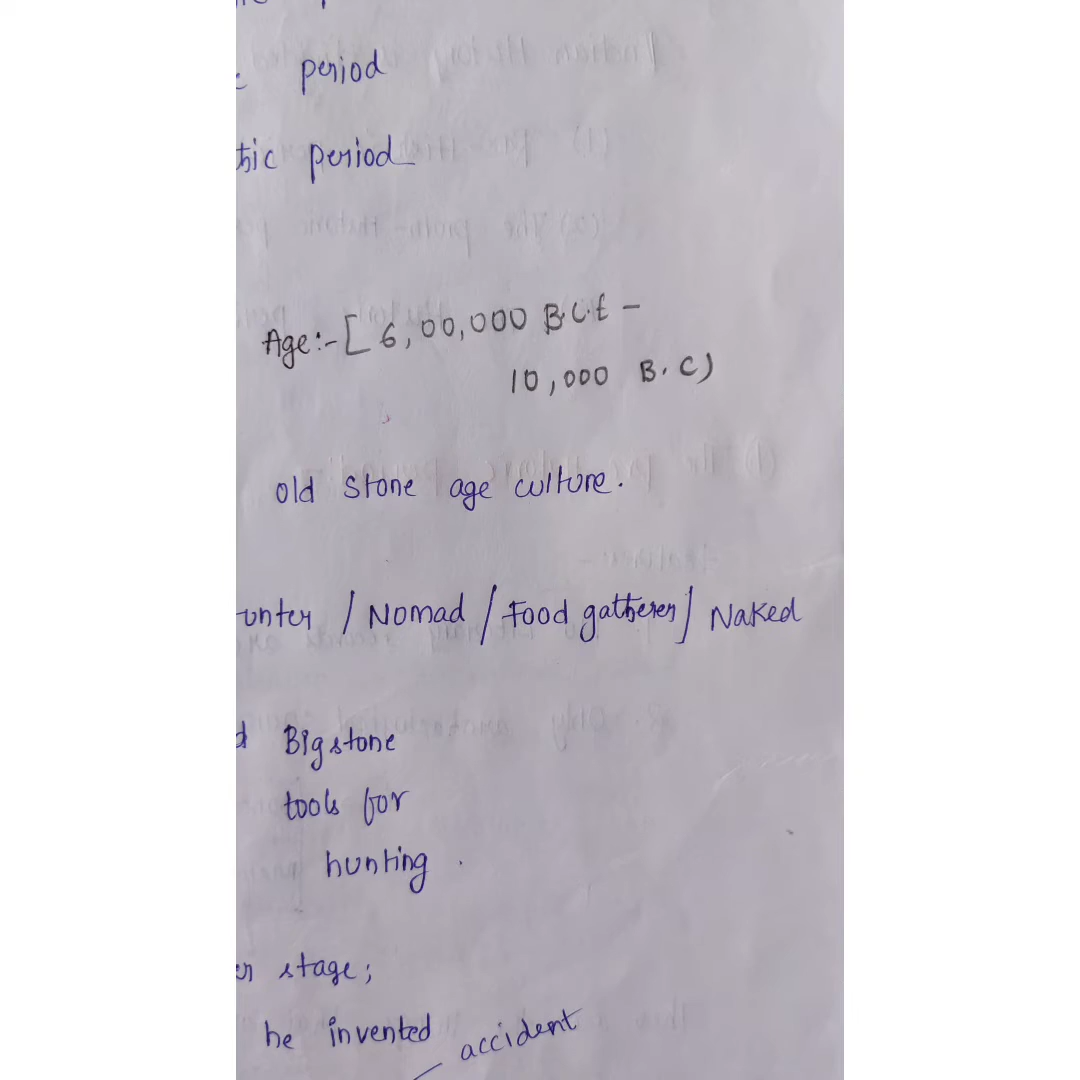 period
thic period
Age:- [ 6,00,000 B.C.E -
10,000 B.C)
old stone age culture.
unter / Nomad / Food gatherer / Naked
d Big stone
tools for
hunting .
er stage;
he invented accident